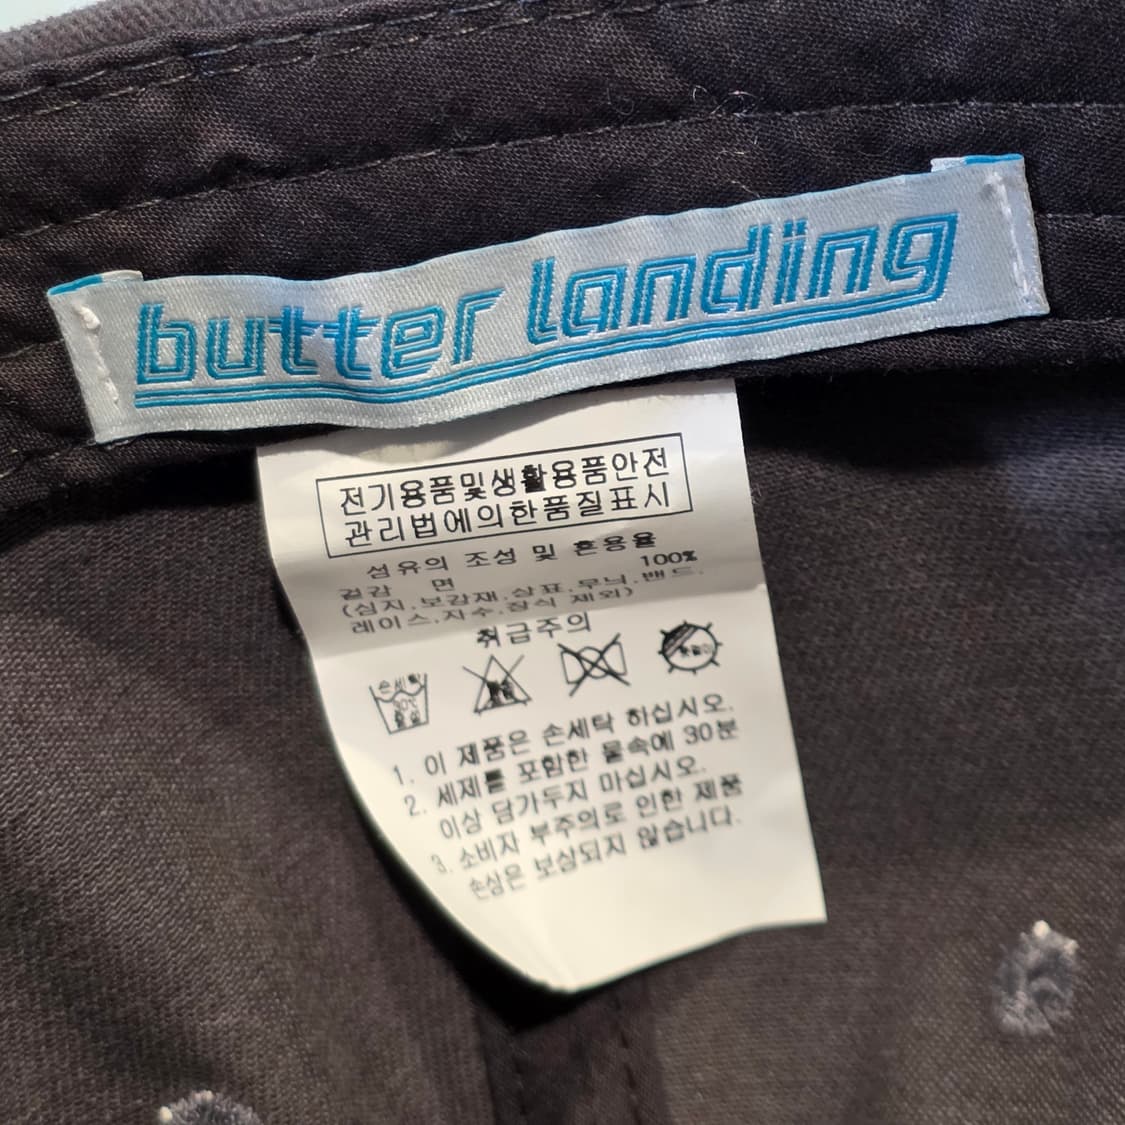 butter landing
전기용품및생활용품안전
관리법에의한품질표시
섬유의 조성 및 혼용율
겉감 면 100%
(심지,보강재,상표,무늬,밴드,
레이스,자수,장식 제외)
취급주의
손세탁
1. 이 제품은 손세탁 하십시오.
2. 세제를 포함한 물속에 30분
이상 담가두지 마십시오.
3. 소비자 부주의로 인한 제품
손상은 보상되지 않습니다.